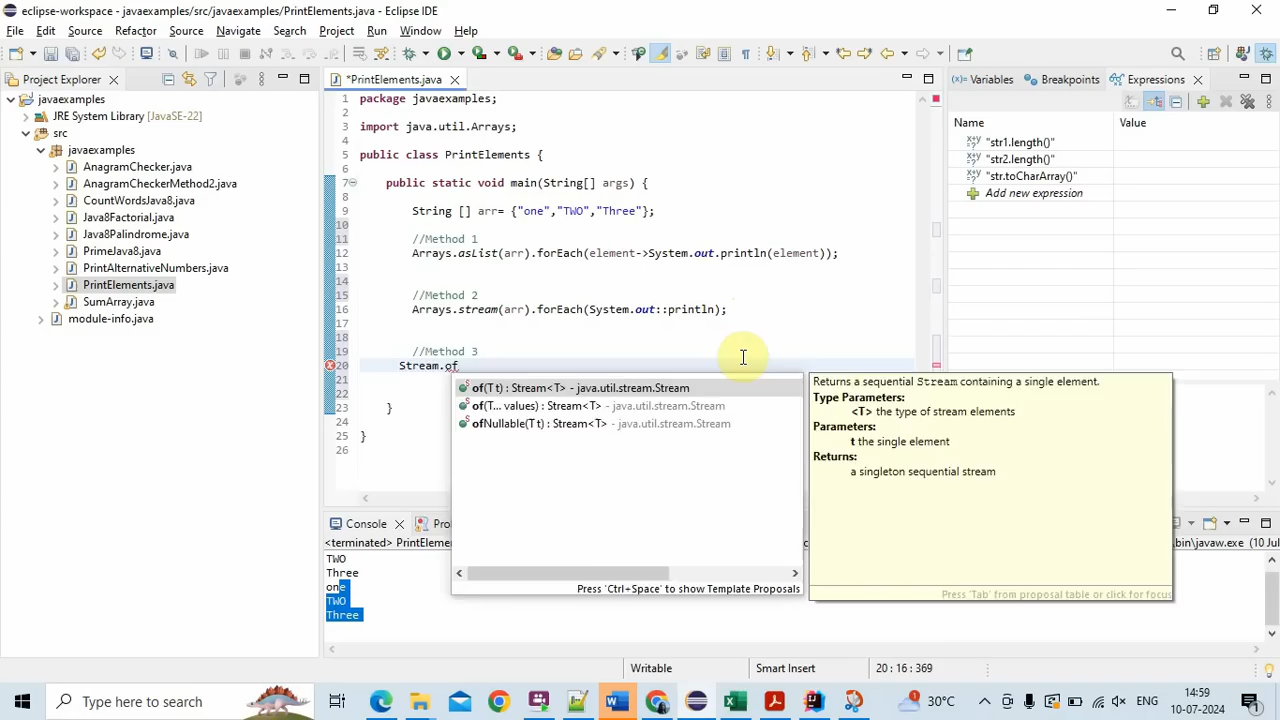 eclipse-workspace - javaexamples/src/javaexamples/PrintElements.java - Eclipse IDE
File Edit Source Refactor Source Navigate Search Project Run Window Help
Project Explorer
*PrintElements.java
Variables Breakpoints Expressions
javaexamples
JRE System Library [JavaSE-22]
src
javaexamples
AnagramChecker.java
AnagramCheckerMethod2.java
CountWordsJava8.java
Java8Factorial.java
Java8Palindrome.java
PrimeJava8.java
PrintAlternativeNumbers.java
PrintElements.java
SumArray.java
module-info.java
1 package javaexamples;
2
3 import java.util.Arrays;
4
5 public class PrintElements {
6
7 public static void main(String[] args) {
8
9 String [] arr= {"one","TWO","Three"};
10
11 //Method 1
12 Arrays.asList(arr).forEach(element->System.out.println(element));
13
14
15 //Method 2
16 Arrays.stream(arr).forEach(System.out::println);
17
18
19 //Method 3
20 Stream.of
21
22
23 }
24
25 }
26
of(T t) : Stream<T> - java.util.stream.Stream
of(T... values) : Stream<T> - java.util.stream.Stream
ofNullable(T t) : Stream<T> - java.util.stream.Stream
Press 'Ctrl+Space' to show Template Proposals
Returns a sequential Stream containing a single element.
Type Parameters:
<T> the type of stream elements
Parameters:
t the single element
Returns:
a singleton sequential stream
Press 'Tab' from proposal table or click for focus
Name Value
"str1.length()"
"str2.length()"
"str.toCharArray()"
Add new expression
Console
<terminated> PrintElemen
\bin\javaw.exe (10 Jul
TWO
Three
one
TWO
Three
Writable Smart Insert 20 : 16 : 369
Type here to search
30°C
ENG
14:59
10-07-2024